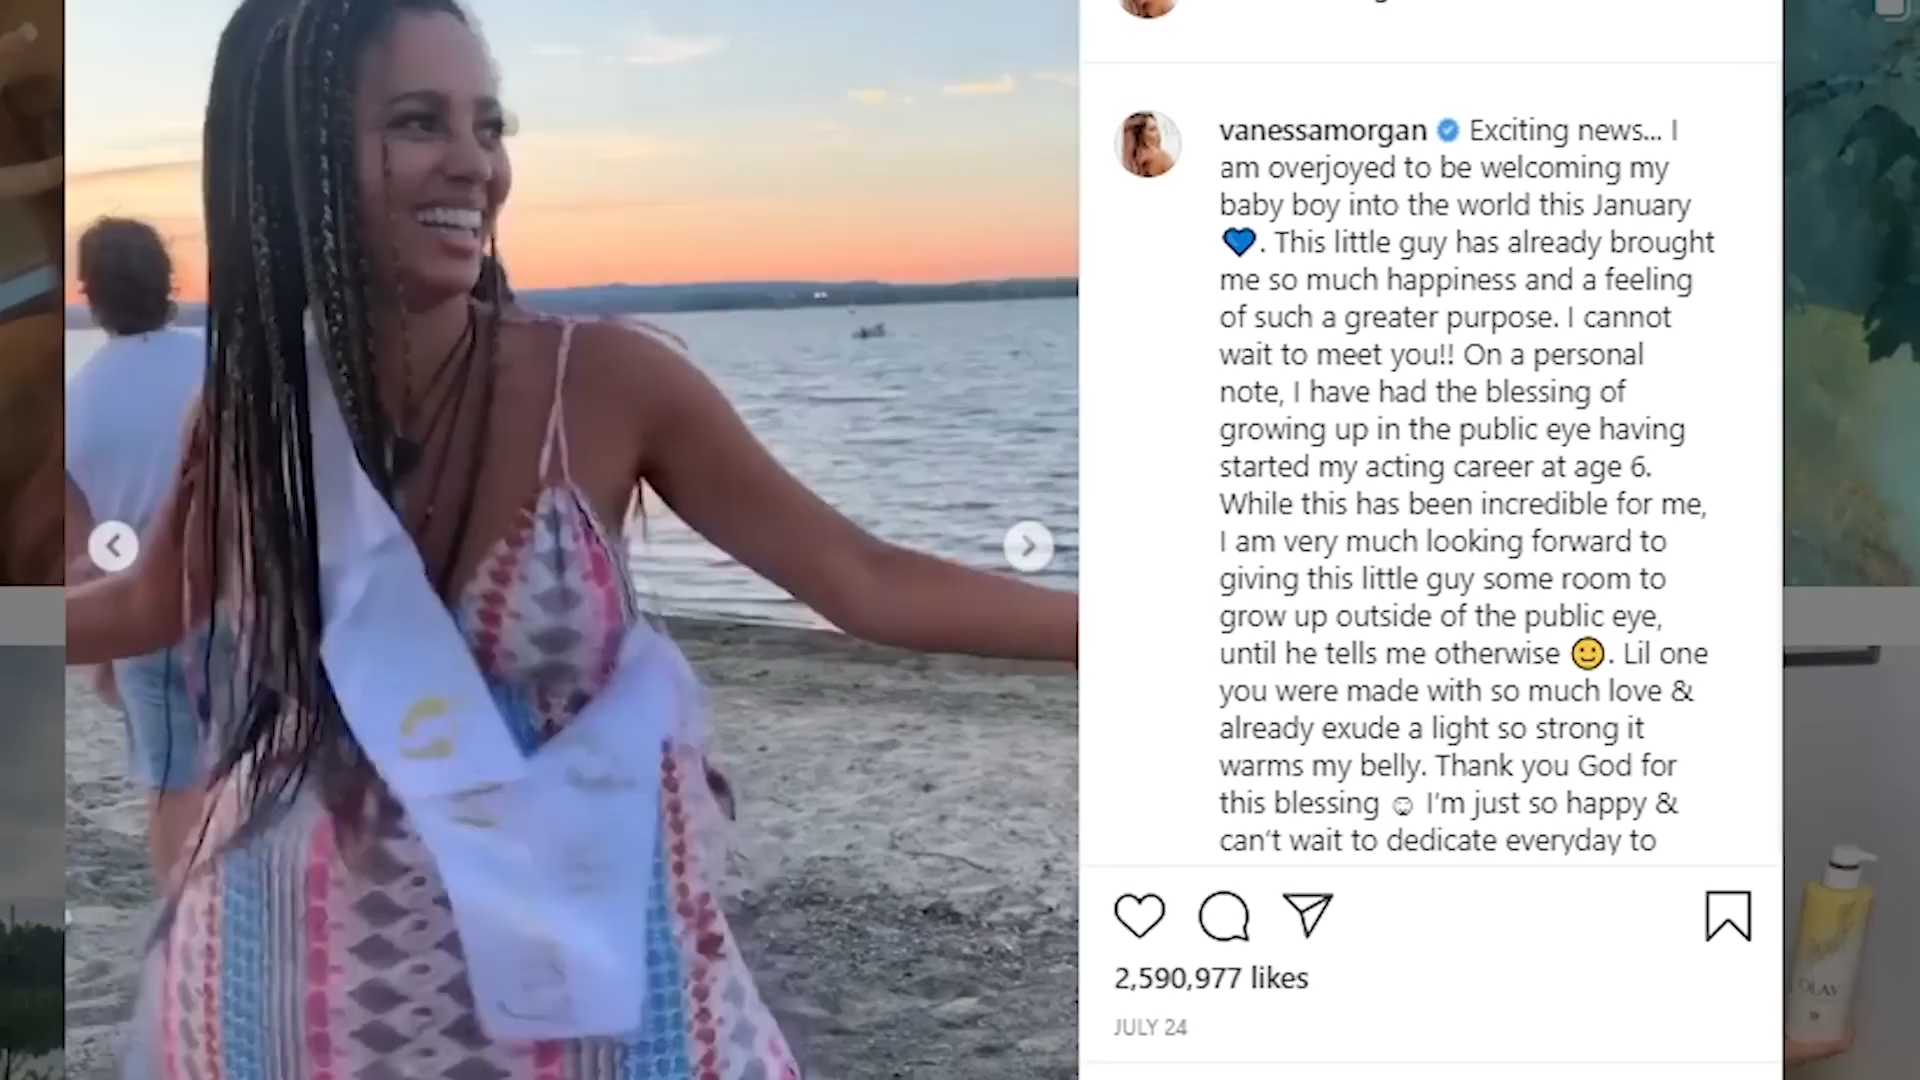 vanessamorgan Exciting news... I
am overjoyed to be welcoming my
baby boy into the world this January
💙. This little guy has already brought
me so much happiness and a feeling
of such a greater purpose. I cannot
wait to meet you!! On a personal
note, I have had the blessing of
growing up in the public eye having
started my acting career at age 6.
While this has been incredible for me,
I am very much looking forward to
giving this little guy some room to
grow up outside of the public eye,
until he tells me otherwise 🙂. Lil one
you were made with so much love &
already exude a light so strong it
warms my belly. Thank you God for
this blessing ☺ I’m just so happy &
can’t wait to dedicate everyday to
2,590,977 likes
JULY 24
OLAY